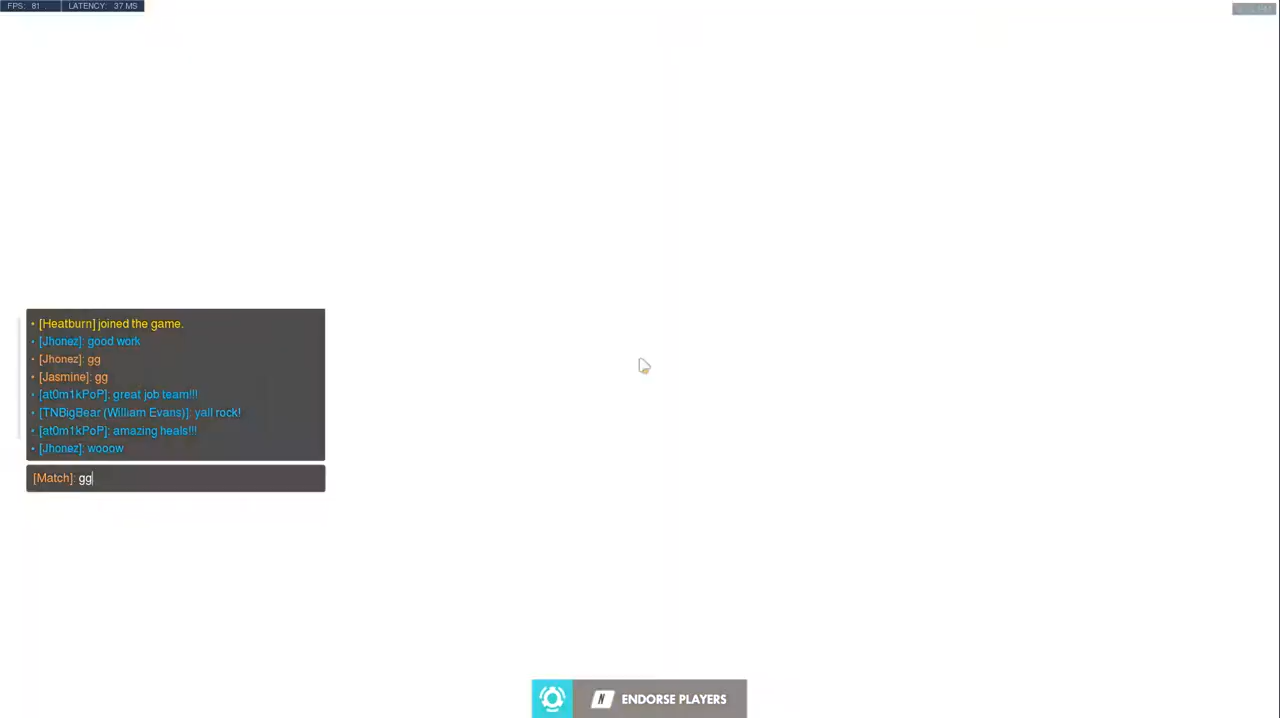 FPS: 81 LATENCY: 37 MS
• [Heatburn] joined the game.
• [Jhonez]: good work
• [Jhonez]: gg
• [Jasmine]: gg
• [at0m1kPoP]: great job team!!!
• [TNBigBear (William Evans)]: yall rock!
• [at0m1kPoP]: amazing heals!!!
• [Jhonez]: wooow
[Match]: gg
N ENDORSE PLAYERS